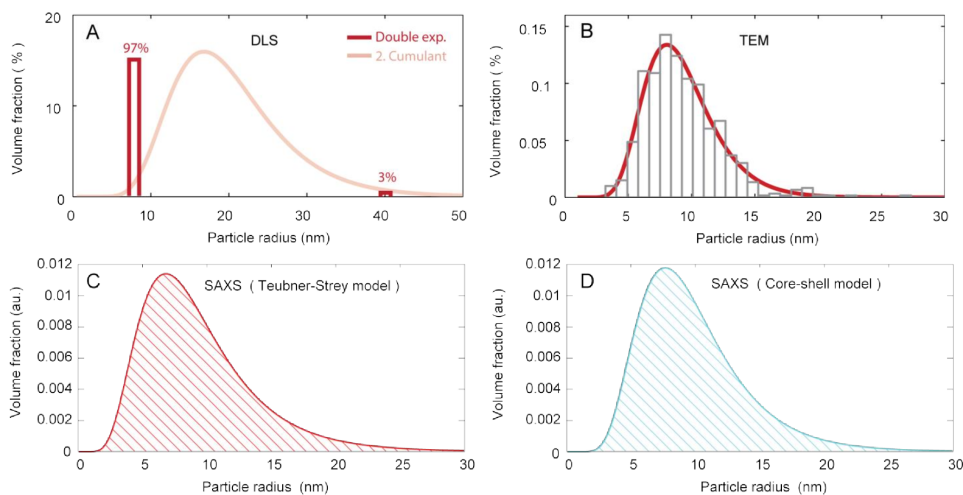 A
DLS
Double exp.
2. Cumulant
97%
3%
Volume fraction ( % )
20
10
0
0 10 20 30 40 50
Particle radius (nm)
B
TEM
Volume fraction ( % )
0.15
0.1
0.05
0
0 5 10 15 20 25 30
Particle radius (nm)
C
SAXS ( Teubner-Strey model )
Volume fraction (au.)
0.012
0.01
0.008
0.006
0.004
0.002
0
0 5 10 15 20 25 30
Particle radius (nm)
D
SAXS ( Core-shell model )
Volume fraction (au.)
0.012
0.01
0.008
0.006
0.004
0.002
0
0 5 10 15 20 25 30
Particle radius (nm)